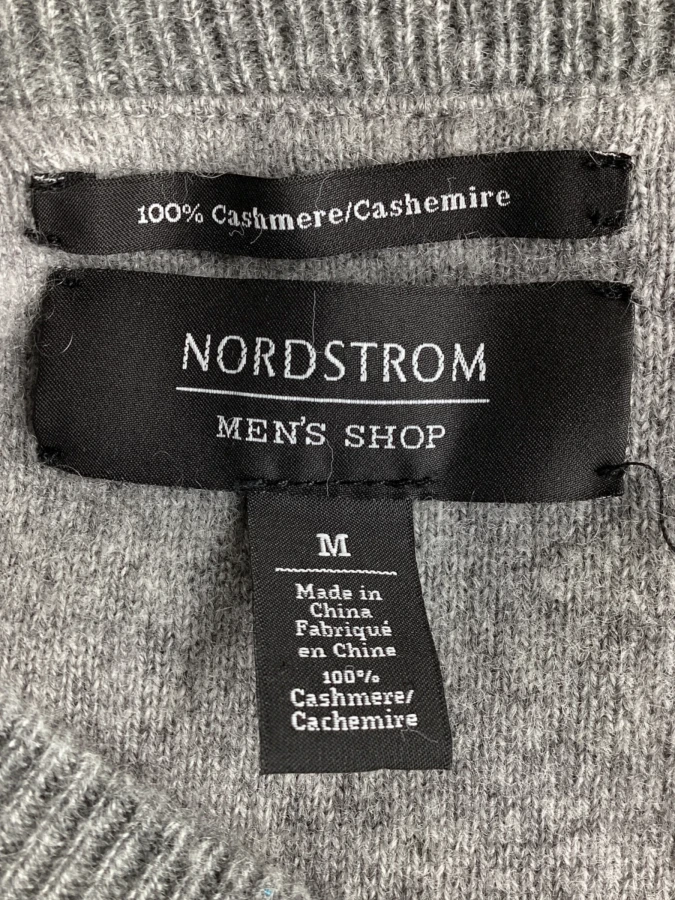 100% Cashmere/Cashemire
NORDSTROM
MEN'S SHOP
M
Made in
China
Fabriqué
en Chine
100%
Cashmere/
Cachemire